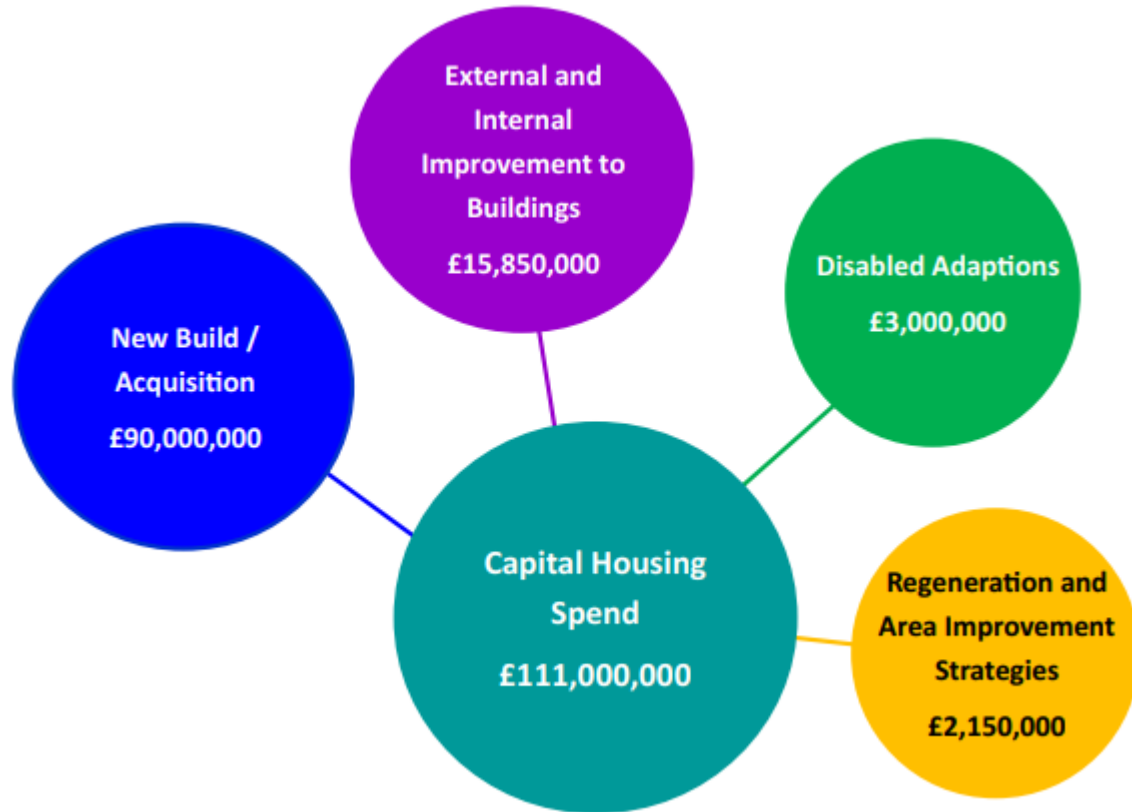 External and
Internal
Improvement to
Buildings
£15,850,000
Disabled Adaptions
£3,000,000
New Build /
Acquisition
£90,000,000
Capital Housing
Spend
£111,000,000
Regeneration and
Area Improvement
Strategies
£2,150,000